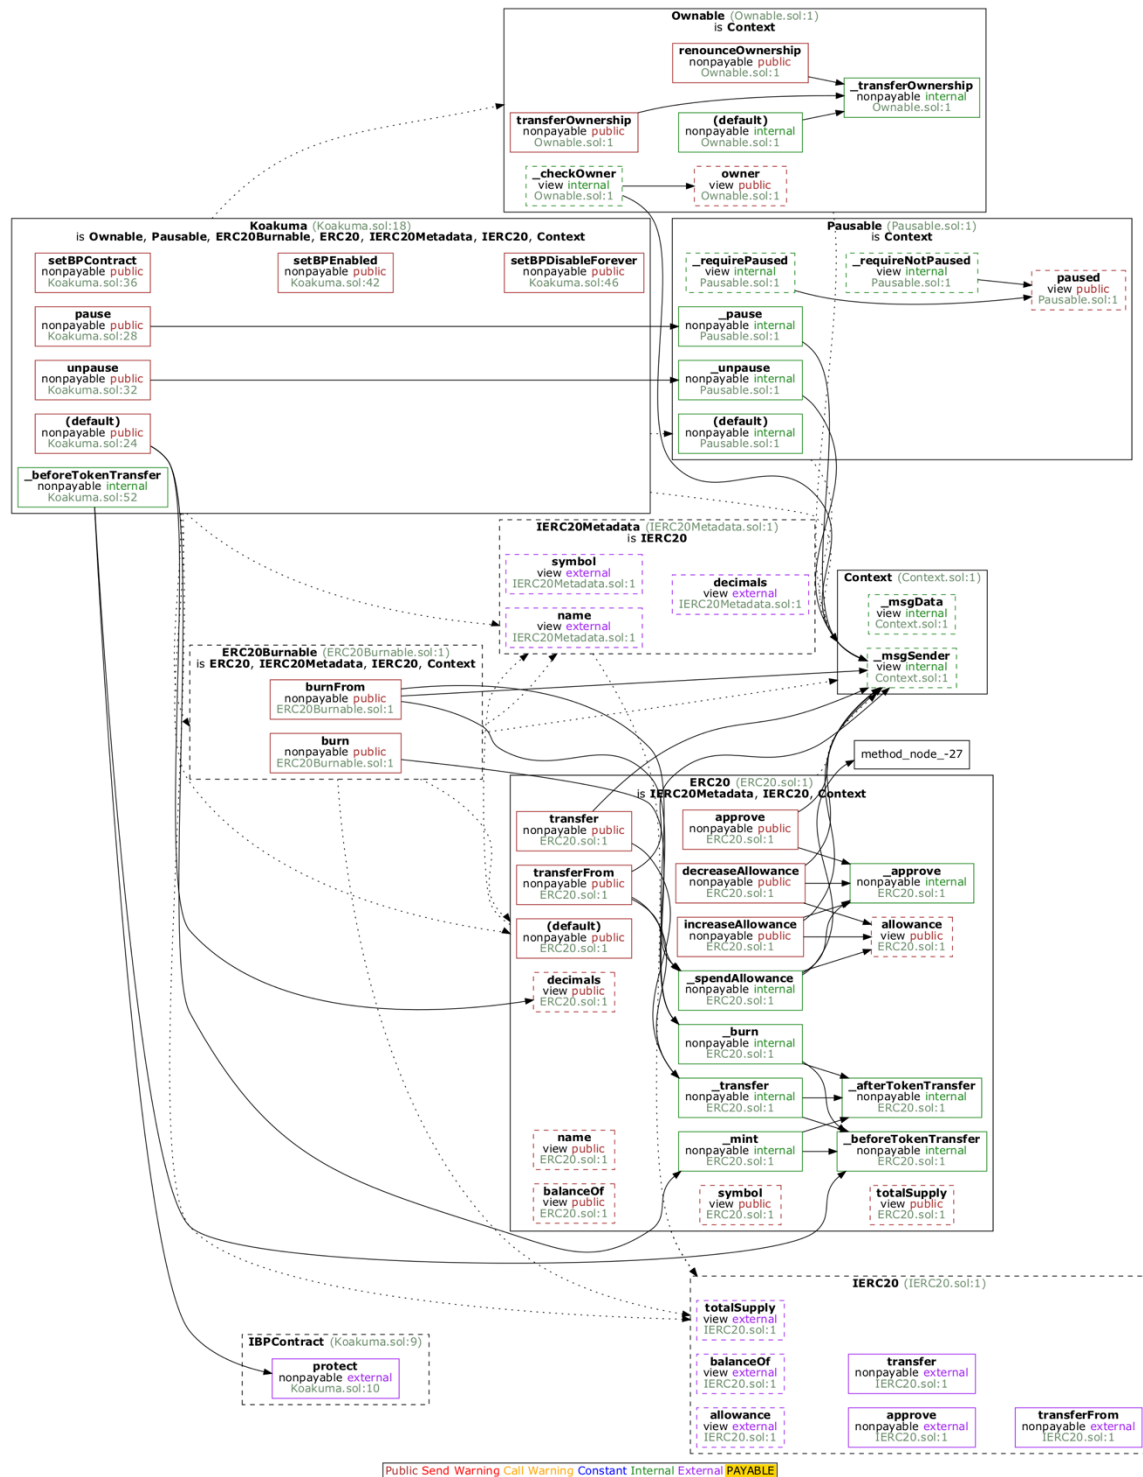 Ownable (Ownable.sol:1)
is Context
renounceOwnership
nonpayable public
Ownable.sol:1
_transferOwnership
nonpayable internal
Ownable.sol:1
transferOwnership
nonpayable public
Ownable.sol:1
(default)
nonpayable internal
Ownable.sol:1
_checkOwner
view internal
Ownable.sol:1
owner
view public
Ownable.sol:1
Koakuma (Koakuma.sol:18)
is Ownable, Pausable, ERC20Burnable, ERC20, IERC20Metadata, IERC20, Context
setBPContract
nonpayable public
Koakuma.sol:36
setBPEnabled
nonpayable public
Koakuma.sol:42
setBPDisableForever
nonpayable public
Koakuma.sol:46
pause
nonpayable public
Koakuma.sol:28
unpause
nonpayable public
Koakuma.sol:32
(default)
nonpayable public
Koakuma.sol:24
_beforeTokenTransfer
nonpayable internal
Koakuma.sol:52
Pausable (Pausable.sol:1)
is Context
_requirePaused
view internal
Pausable.sol:1
_requireNotPaused
view internal
Pausable.sol:1
paused
view public
Pausable.sol:1
_pause
nonpayable internal
Pausable.sol:1
_unpause
nonpayable internal
Pausable.sol:1
(default)
nonpayable internal
Pausable.sol:1
IERC20Metadata (IERC20Metadata.sol:1)
is IERC20
symbol
view external
IERC20Metadata.sol:1
decimals
view external
IERC20Metadata.sol:1
name
view external
IERC20Metadata.sol:1
Context (Context.sol:1)
_msgData
view internal
Context.sol:1
_msgSender
view internal
Context.sol:1
ERC20Burnable (ERC20Burnable.sol:1)
is ERC20, IERC20Metadata, IERC20, Context
burnFrom
nonpayable public
ERC20Burnable.sol:1
burn
nonpayable public
ERC20Burnable.sol:1
method_node_-27
ERC20 (ERC20.sol:1)
is IERC20Metadata, IERC20, Context
transfer
nonpayable public
ERC20.sol:1
approve
nonpayable public
ERC20.sol:1
transferFrom
nonpayable public
ERC20.sol:1
decreaseAllowance
nonpayable public
ERC20.sol:1
_approve
nonpayable internal
ERC20.sol:1
(default)
nonpayable public
ERC20.sol:1
increaseAllowance
nonpayable public
ERC20.sol:1
allowance
view public
ERC20.sol:1
decimals
view public
ERC20.sol:1
_spendAllowance
nonpayable internal
ERC20.sol:1
_burn
nonpayable internal
ERC20.sol:1
_transfer
nonpayable internal
ERC20.sol:1
_afterTokenTransfer
nonpayable internal
ERC20.sol:1
name
view public
ERC20.sol:1
_mint
nonpayable internal
ERC20.sol:1
_beforeTokenTransfer
nonpayable internal
ERC20.sol:1
balanceOf
view public
ERC20.sol:1
symbol
view public
ERC20.sol:1
totalSupply
view public
ERC20.sol:1
IERC20 (IERC20.sol:1)
totalSupply
view external
IERC20.sol:1
balanceOf
view external
IERC20.sol:1
transfer
nonpayable external
IERC20.sol:1
allowance
view external
IERC20.sol:1
approve
nonpayable external
IERC20.sol:1
transferFrom
nonpayable external
IERC20.sol:1
IBPContract (Koakuma.sol:9)
protect
nonpayable external
Koakuma.sol:10
Public Send Warning Call Warning Constant Internal External PAYABLE